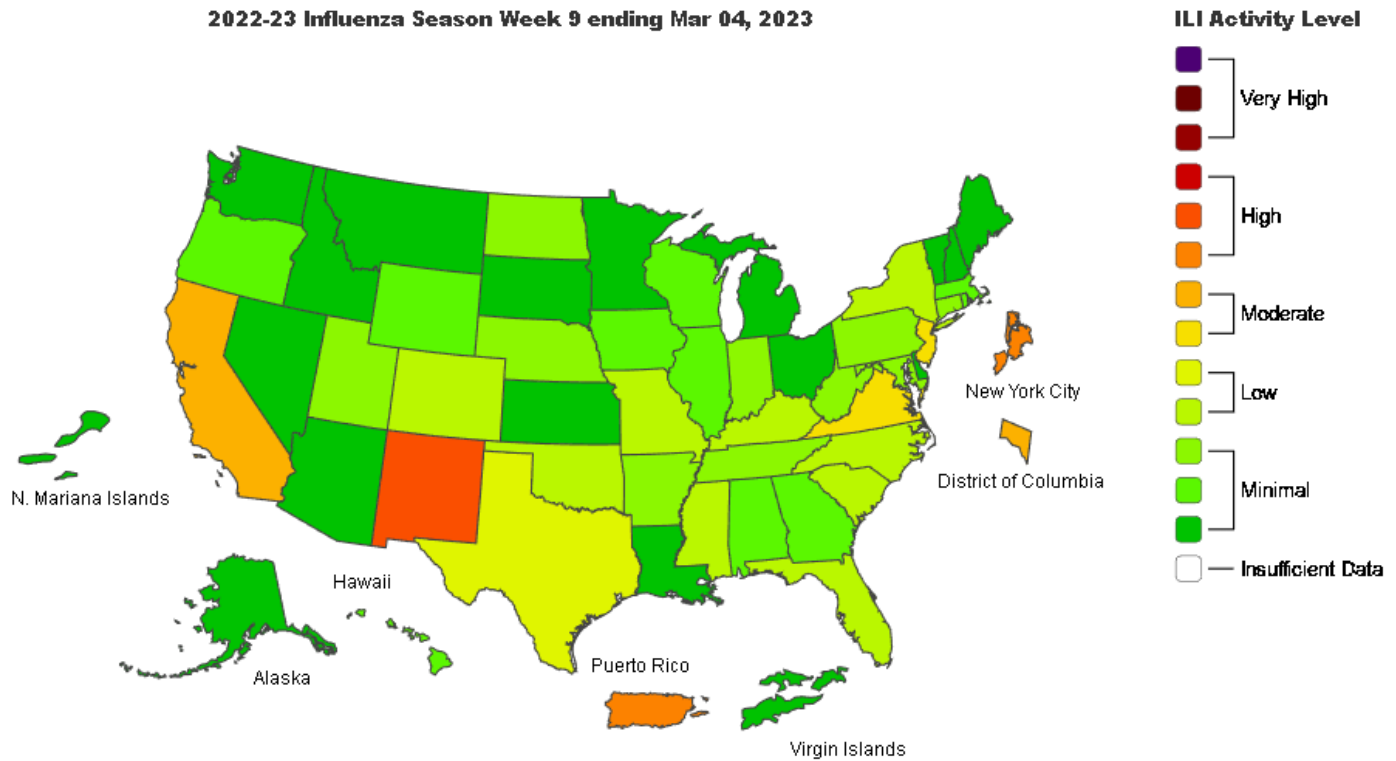 2022-23 Influenza Season Week 9 ending Mar 04, 2023
ILI Activity Level
Very High
High
Moderate
Low
Minimal
Insufficient Data
New York City
District of Columbia
N. Mariana Islands
Hawaii
Alaska
Puerto Rico
Virgin Islands